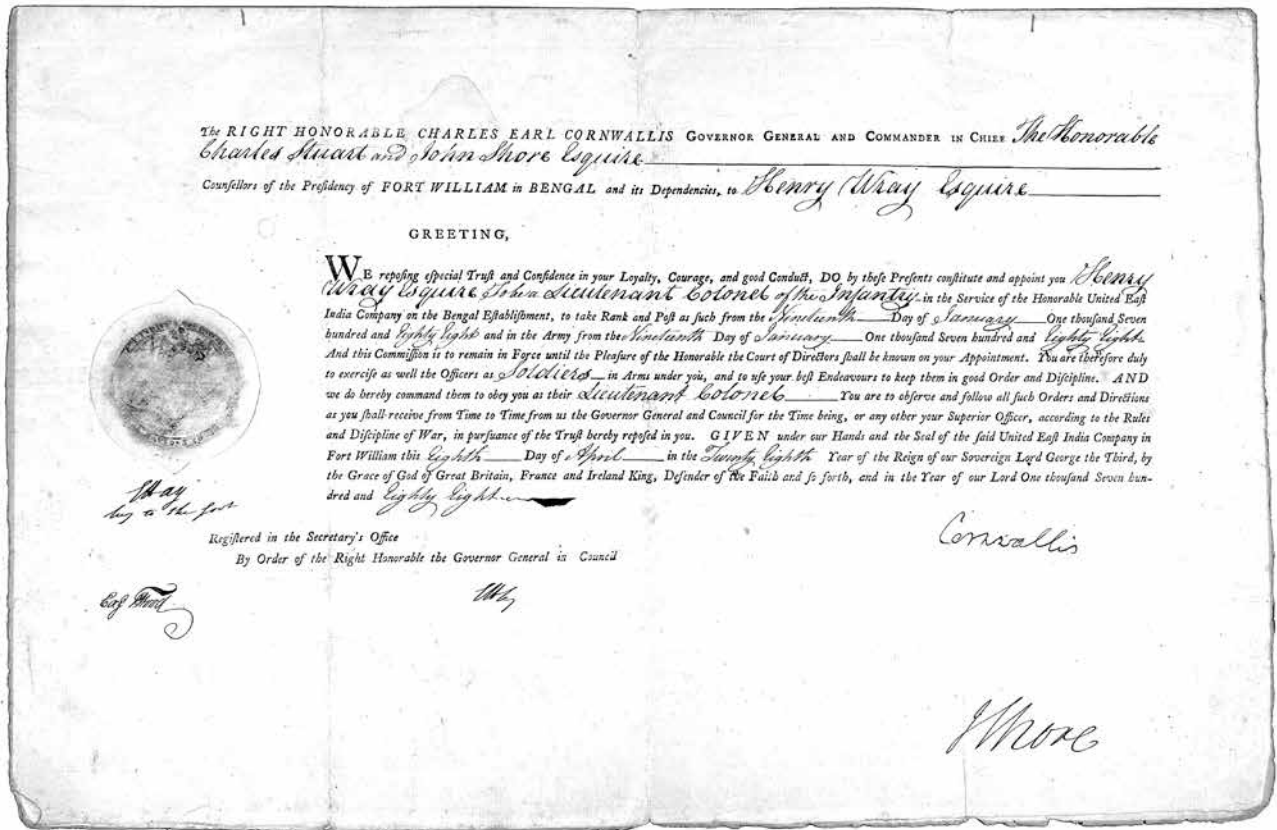 The RIGHT HONORABLE CHARLES EARL CORNWALLIS GOVERNOR GENERAL AND COMMANDER IN CHIEF The Honorable
Charles Stuart and John Shore Esquire
Counſellors of the Preſidency of FORT WILLIAM in BENGAL and its Dependencies, to Henry Wray Esquire
GREETING,
WE repoſing eſpecial Truſt and Confidence in your Loyalty, Courage, and good Conduct, DO by theſe Preſents conſtitute and appoint you Henry
Wray Esquire to be a Lieutenant Colonel of the Infantry in the Service of the Honorable United Eaſt
India Company on the Bengal Eſtabliſhment, to take Rank and Poſt as ſuch from the Nineteenth Day of January One thouſand Seven
hundred and Eighty Eight and in the Army from the Nineteenth Day of January One thouſand Seven hundred and Eighty Eight
And this Commiſſion is to remain in Force until the Pleaſure of the Honorable the Court of Directors ſhall be known on your Appointment. You are therefore duly
to exerciſe as well the Officers as Soldiers in Arms under you, and to uſe your beſt Endeavours to keep them in good Order and Diſcipline. AND
we do hereby command them to obey you as their Lieutenant Colonel You are to obſerve and follow all ſuch Orders and Directions
as you ſhall receive from Time to Time from us the Governor General and Council for the Time being, or any other your Superior Officer, according to the Rules
and Diſcipline of War, in purſuance of the Truſt hereby repoſed in you. GIVEN under our Hands and the Seal of the ſaid United Eaſt India Company in
Fort William this Eighth Day of April in the Twenty Eighth Year of the Reign of our Sovereign Lord George the Third, by
the Grace of God of Great Britain, France and Ireland King, Defender of the Faith and ſo forth, and in the Year of our Lord One thouſand Seven hun-
dred and Eighty Eight
to the
Regiſtered in the Secretary's Office
By Order of the Right Honorable the Governor General in Council
Cornwallis
J Shore